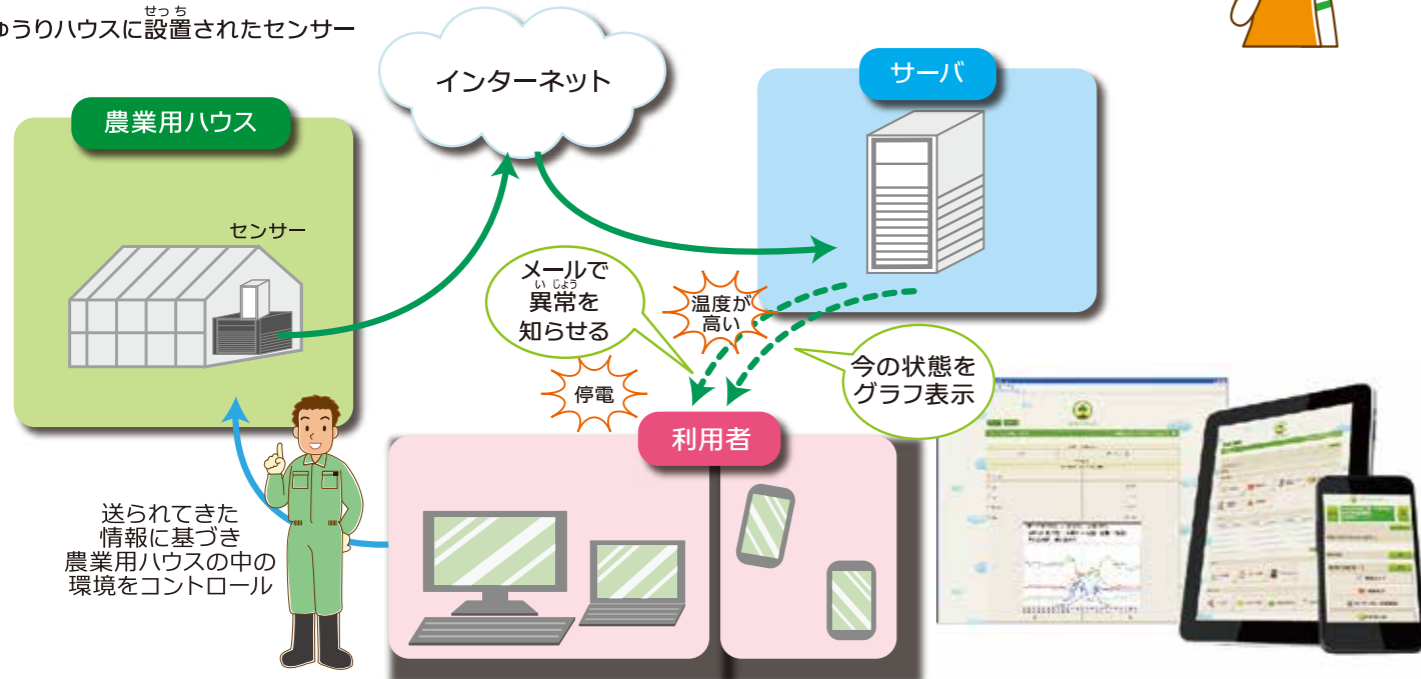 ゅうりハウスに設置されたセンサー
せっち
インターネット
サーバ
農業用ハウス
センサー
メールで
異常を
いじょう
知らせる
温度が
高い
停電
今の状態を
グラフ表示
利用者
送られてきた
情報に基づき
農業用ハウスの中の
環境をコントロール